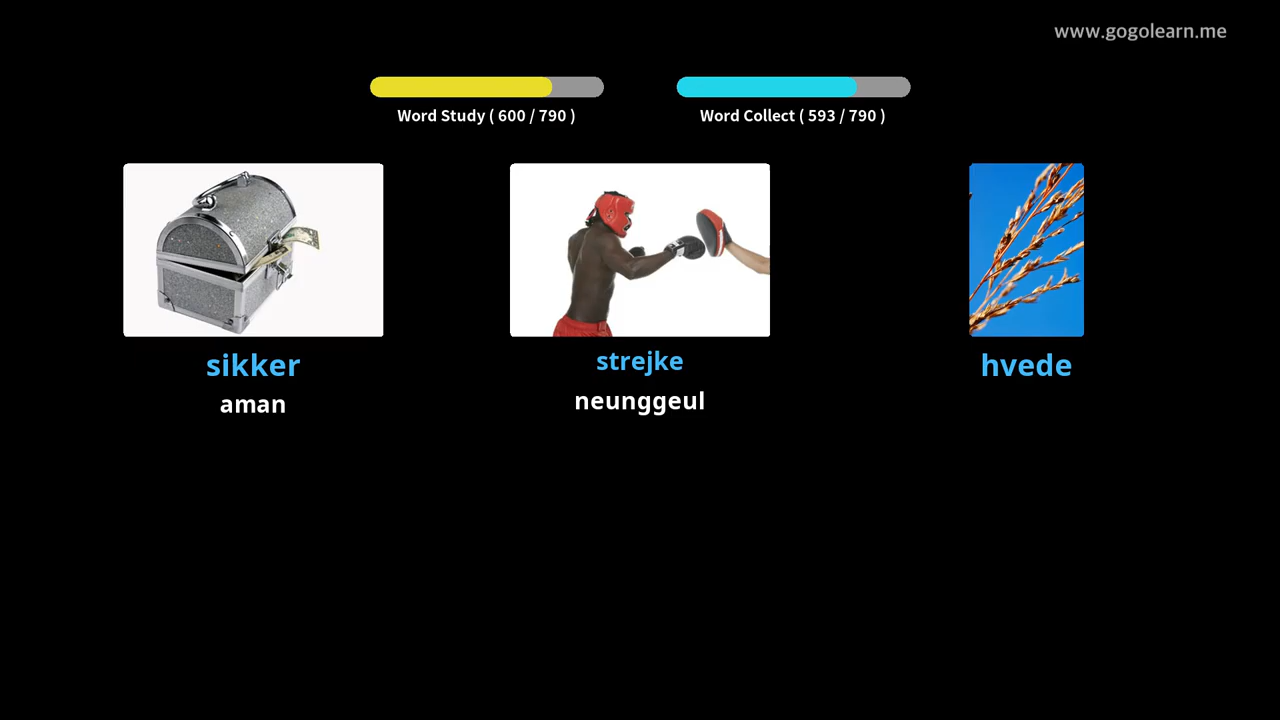 www.gogolearn.me
Word Study ( 600 / 790 )
Word Collect ( 593 / 790 )
sikker
aman
strejke
neunggeul
hvede